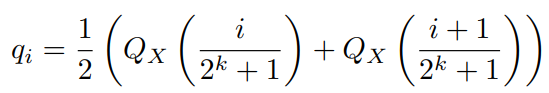 q_i = \frac{1}{2} \left( Q_X \left( \frac{i}{2^k + 1} \right) + Q_X \left( \frac{i + 1}{2^k + 1} \right) \right)